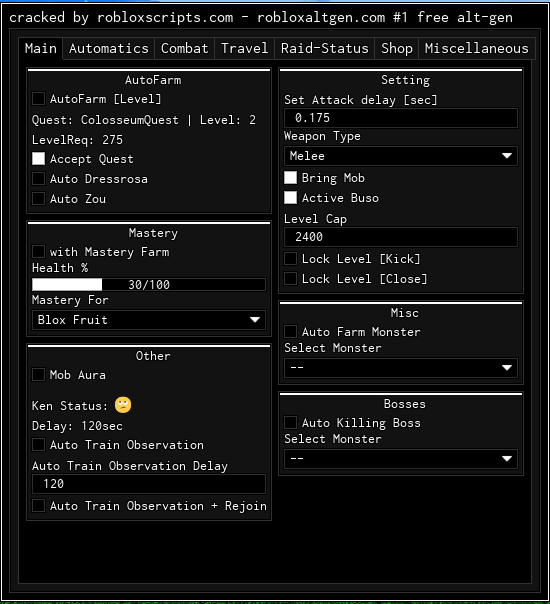 cracked by robloxscripts.com - robloxaltgen.com #1 free alt-gen
Main Automatics Combat Travel Raid-Status Shop Miscellaneous
AutoFarm
AutoFarm [Level]
Quest: ColosseumQuest | Level: 2
LevelReq: 275
Accept Quest
Auto Dressrosa
Auto Zou
Mastery
with Mastery Farm
Health %
30/100
Mastery For
Blox Fruit
Other
Mob Aura
Ken Status: 🙄
Delay: 120sec
Auto Train Observation
Auto Train Observation Delay
120
Auto Train Observation + Rejoin
Setting
Set Attack delay [sec]
0.175
Weapon Type
Melee
Bring Mob
Active Buso
Level Cap
2400
Lock Level [Kick]
Lock Level [Close]
Misc
Auto Farm Monster
Select Monster
--
Bosses
Auto Killing Boss
Select Monster
--